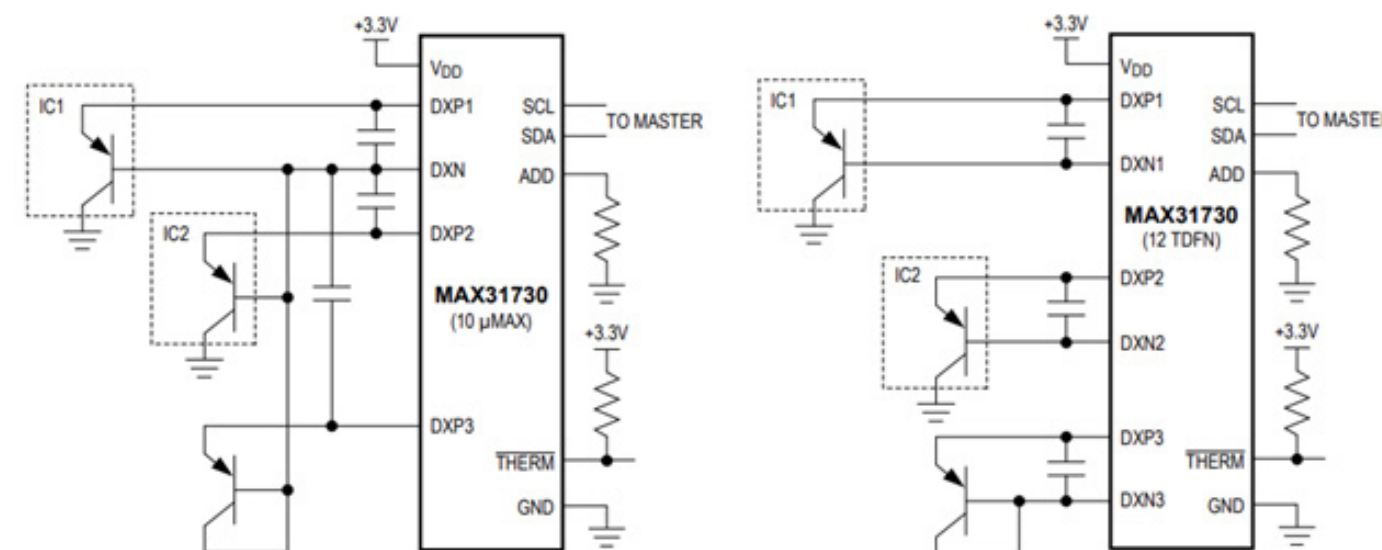 +3.3V
VDD
IC1
DXP1
SCL
TO MASTER
SDA
DXN
ADD
IC2
DXP2
MAX31730
(10 μMAX)
+3.3V
DXP3
THERM
GND
+3.3V
VDD
IC1
DXP1
SCL
TO MASTE
SDA
DXN1
ADD
MAX31730
(12 TDFN)
IC2
DXP2
DXN2
+3.3V
DXP3
THERM
DXN3
GND